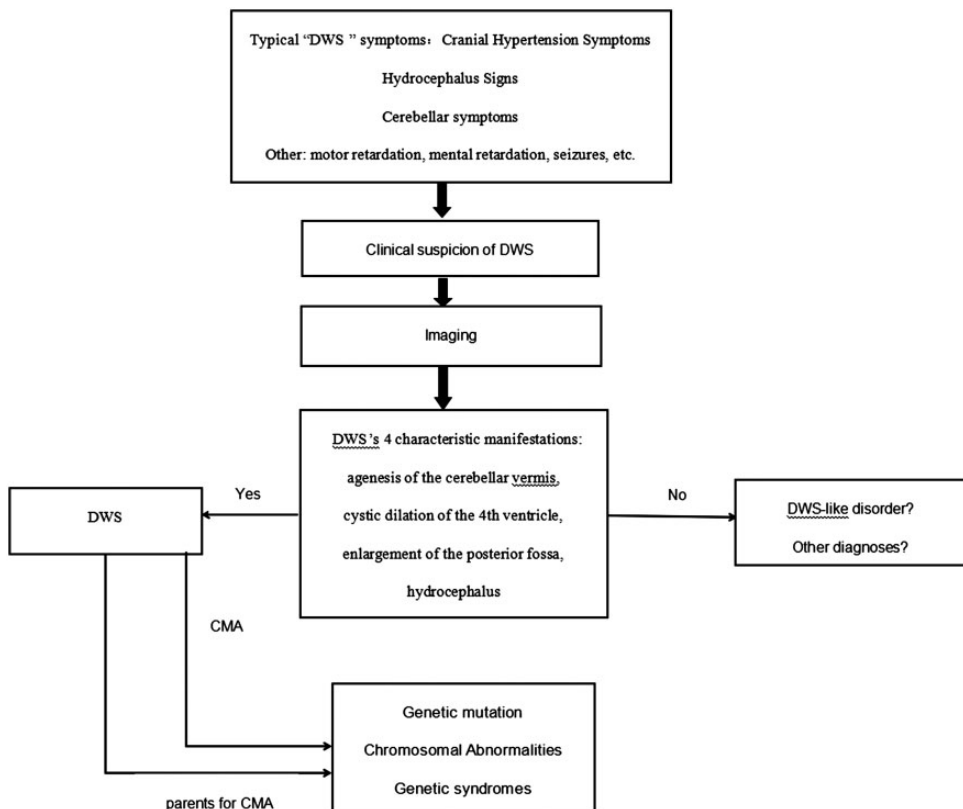 Typical “DWS ” symptoms：Cranial Hypertension Symptoms
Hydrocephalus Signs
Cerebellar symptoms
Other: motor retardation, mental retardation, seizures, etc.
Clinical suspicion of DWS
Imaging
DWS’s 4 characteristic manifestations:
agenesis of the cerebellar vermis,
cystic dilation of the 4th ventricle,
enlargement of the posterior fossa,
hydrocephalus
Yes
DWS
No
DWS-like disorder?
Other diagnoses?
CMA
Genetic mutation
Chromosomal Abnormalities
Genetic syndromes
parents for CMA